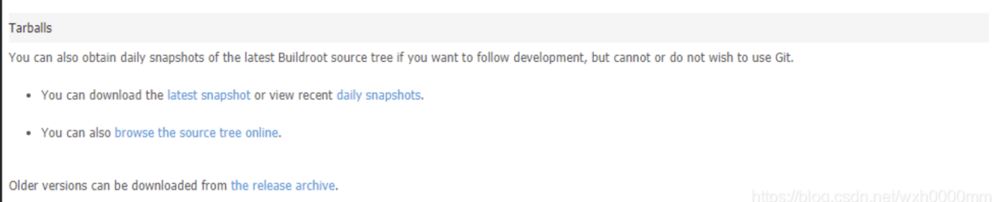 Tarballs
You can also obtain daily snapshots of the latest Buildroot source tree if you want to follow development, but cannot or do not wish to use Git.
• You can download the latest snapshot or view recent daily snapshots.
• You can also browse the source tree online.
Older versions can be downloaded from the release archive.
https://blog.csdn.net/wxh0000mm